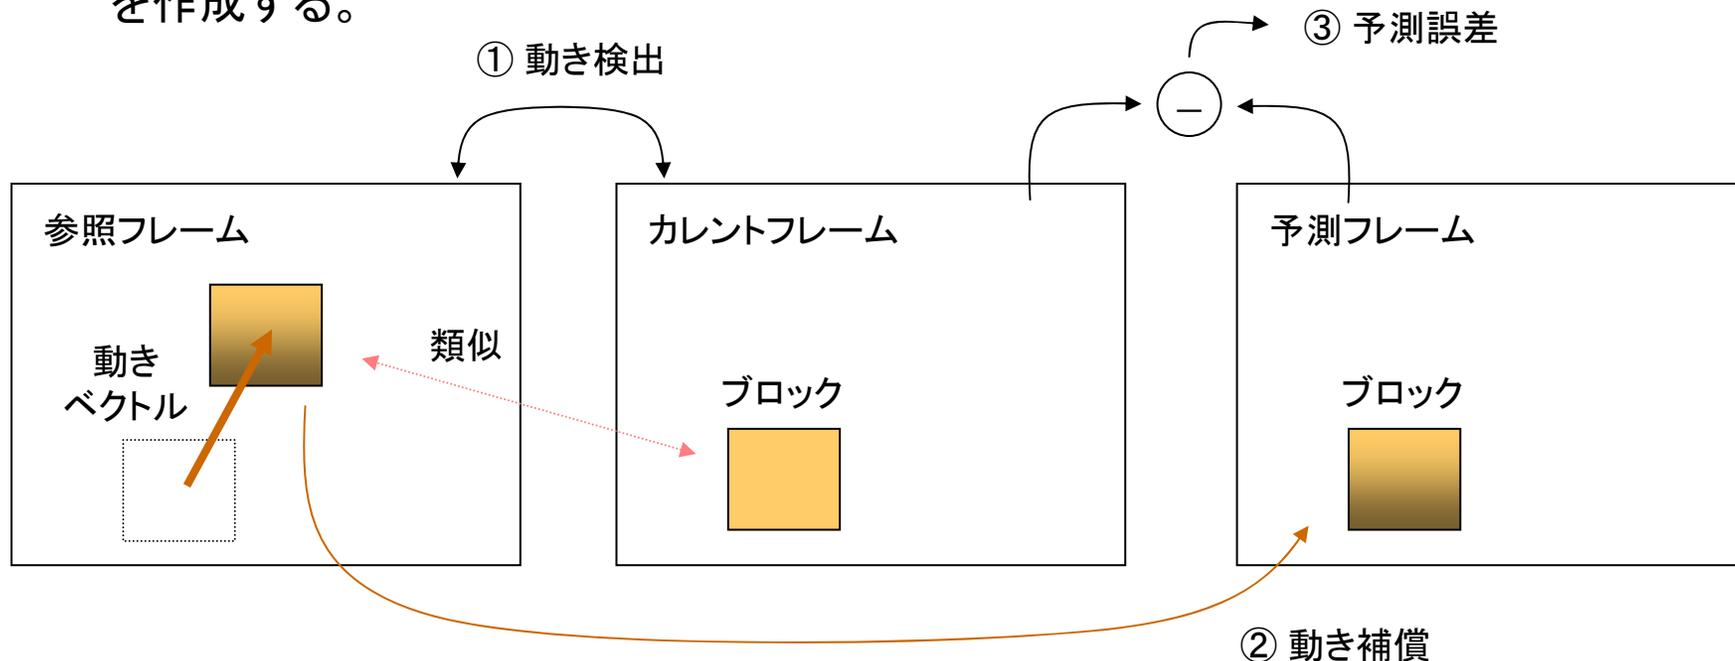 を作成する。
① 動き検出
③ 予測誤差
−
参照フレーム
カレントフレーム
予測フレーム
類似
動き
ベクトル
ブロック
ブロック
② 動き補償